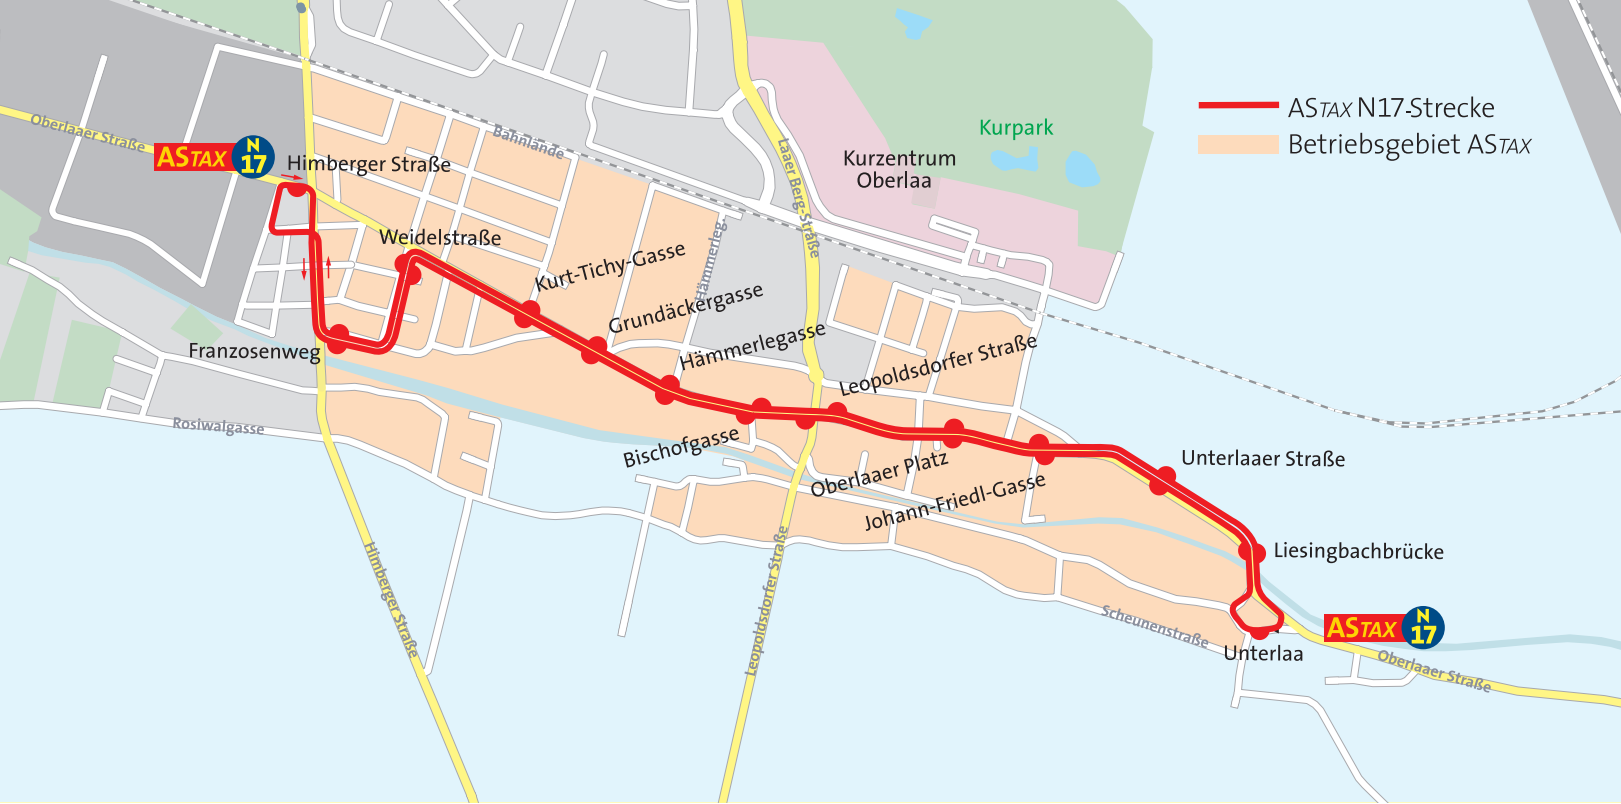 ASTAX N17-Strecke
Betriebsgebiet ASTAX
Kurpark
Kurzentrum
Oberlaa
Oberlaaer Straße
ASTAX
N
17
Himberger Straße
Bahnlände
Laaer Berg-Straße
Weidelstraße
Kurt-Tichy-Gasse
Hämmerleg.
Grundäckergasse
Hämmerlegasse
Franzosenweg
Leopoldsdorfer Straße
Rosiwalgasse
Bischofgasse
Oberlaaer Platz
Johann-Friedl-Gasse
Unterlaaer Straße
Liesingbachbrücke
Himberger Straße
Leopoldsdorfer Straße
Scheunenstraße
Unterlaa
ASTAX
N
17
Oberlaaer Straße